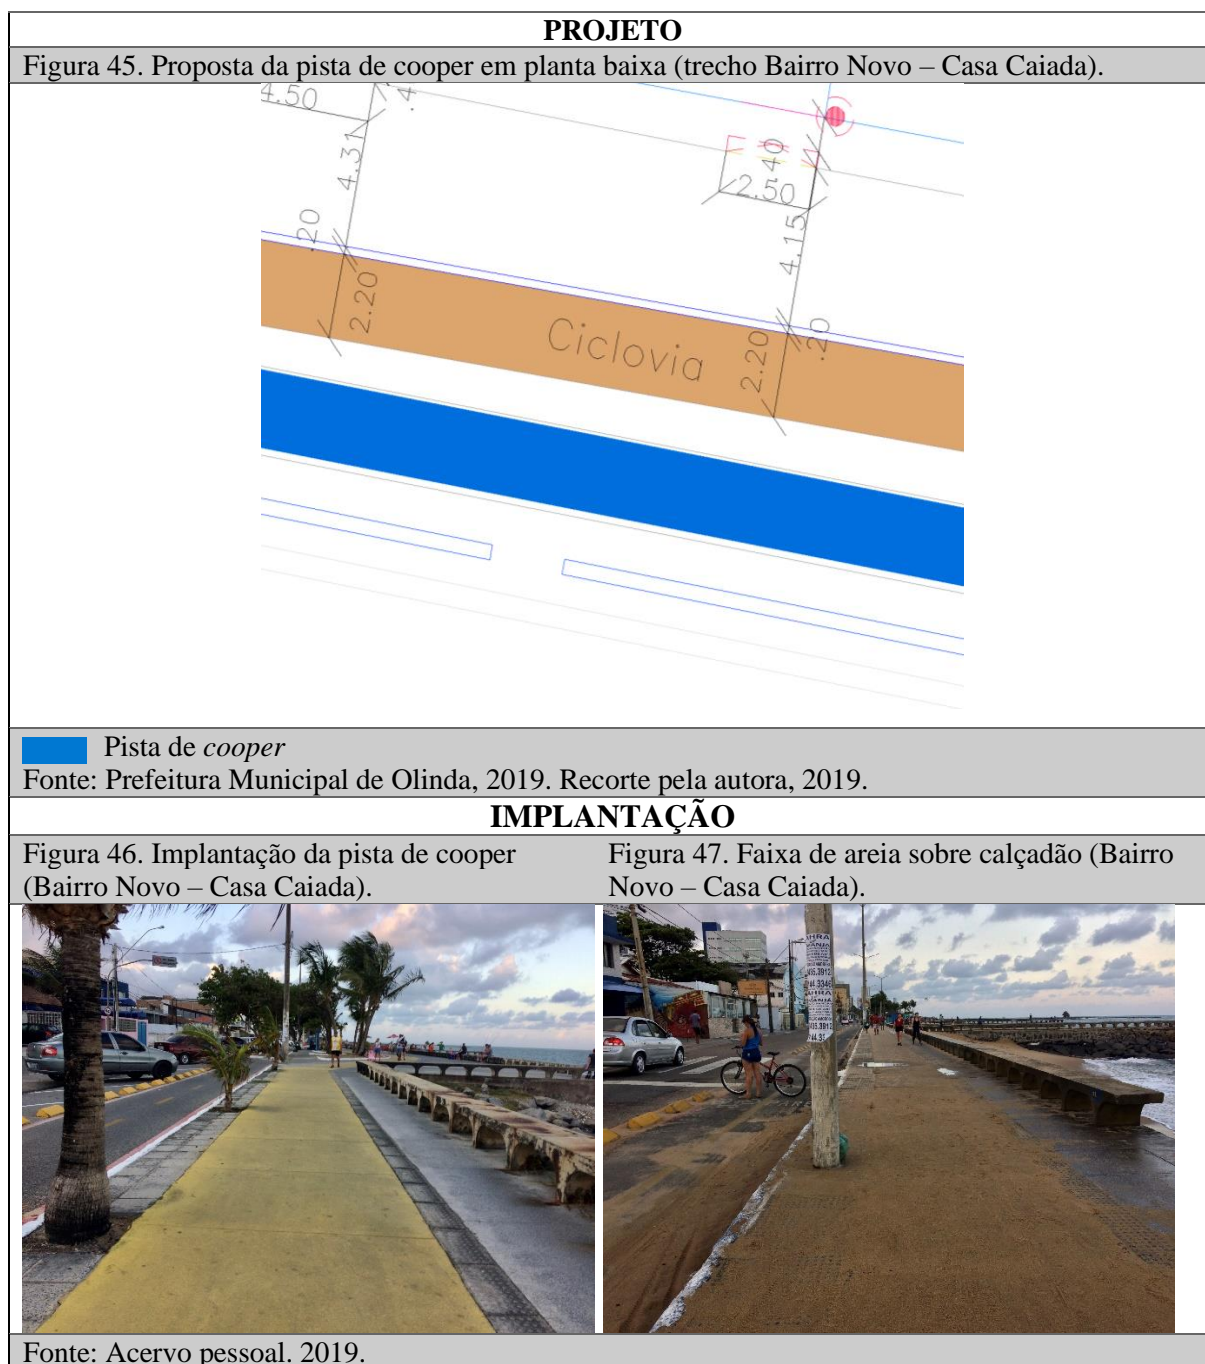 PROJETO
Figura 45. Proposta da pista de cooper em planta baixa (trecho Bairro Novo – Casa Caiada).
4.50
.4
4.31
.40
2.50
.20
4.15
2.20
Ciclovia
2.20
.20
Pista de cooper
Fonte: Prefeitura Municipal de Olinda, 2019. Recorte pela autora, 2019.
IMPLANTAÇÃO
Figura 46. Implantação da pista de cooper
(Bairro Novo – Casa Caiada).
Figura 47. Faixa de areia sobre calçadão (Bairro
Novo – Casa Caiada).
Fonte: Acervo pessoal. 2019.